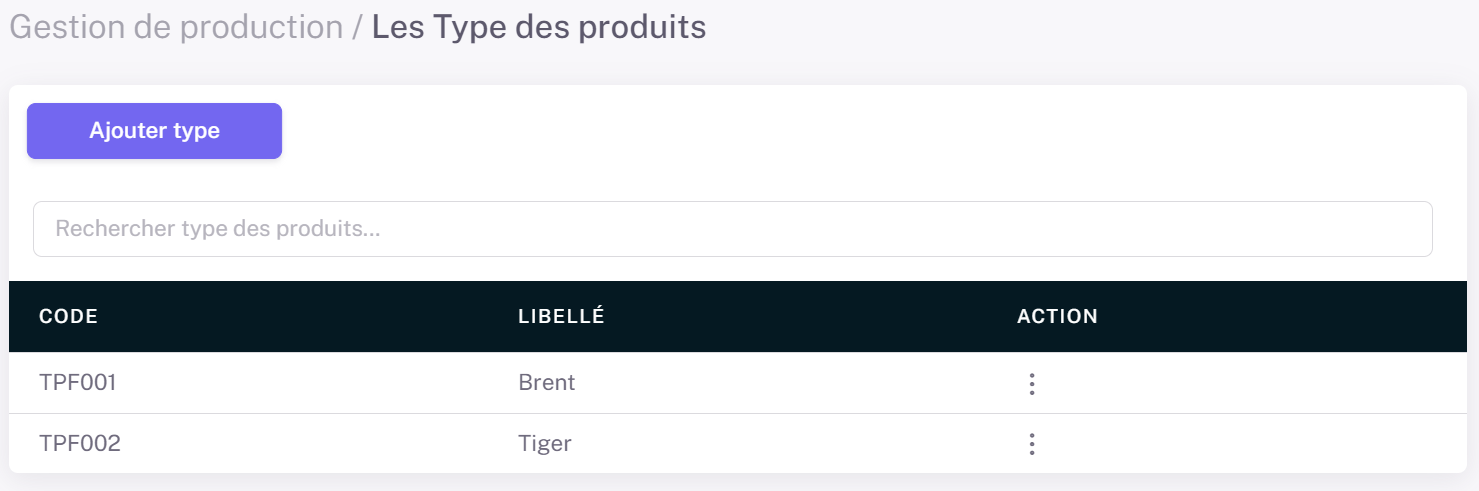 Gestion de production / Les Type des produits
Ajouter type
Rechercher type des produits...
CODE LIBELLÉ ACTION
TPF001 Brent
TPF002 Tiger